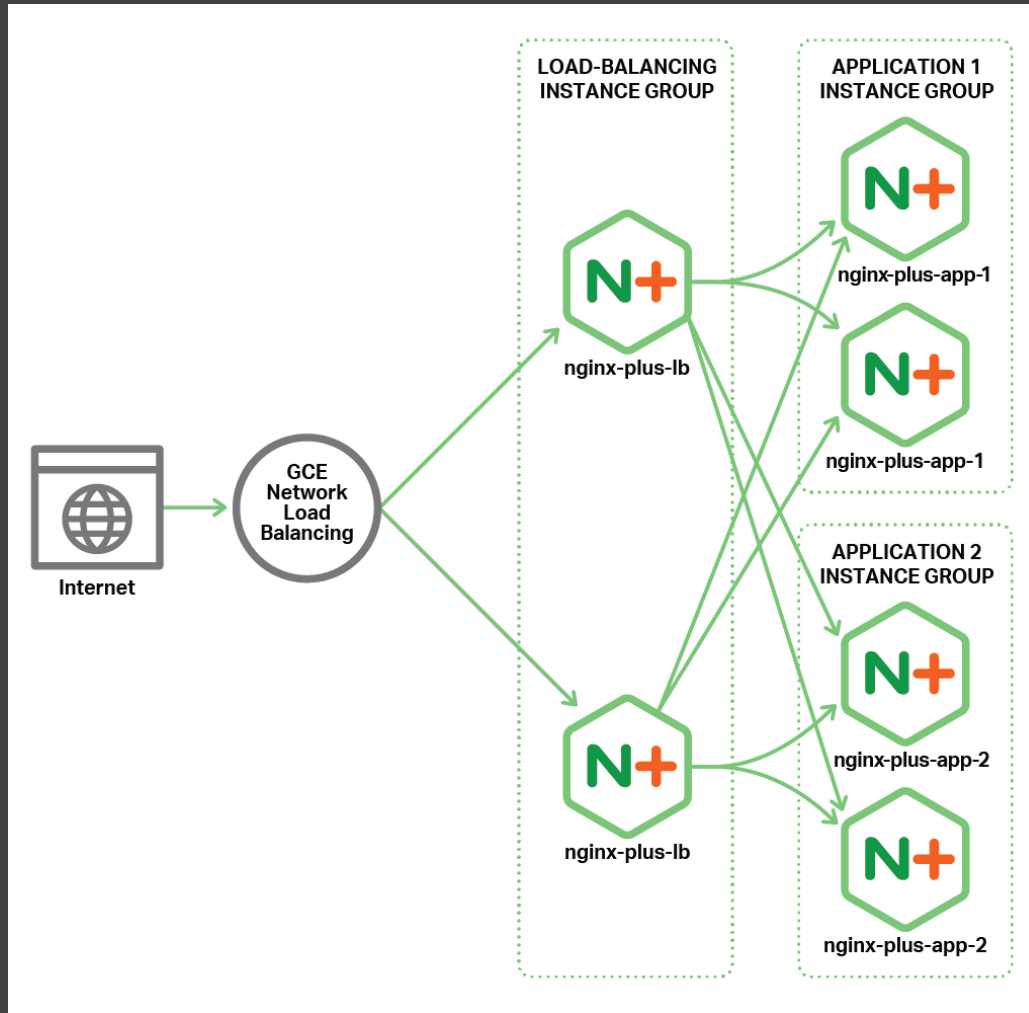 LOAD-BALANCING
INSTANCE GROUP
APPLICATION 1
INSTANCE GROUP
N+
nginx-plus-app-1
N+
nginx-plus-lb
N+
nginx-plus-app-1
GCE
Network
Load
Balancing
Internet
APPLICATION 2
INSTANCE GROUP
N+
nginx-plus-app-2
N+
nginx-plus-lb
N+
nginx-plus-app-2